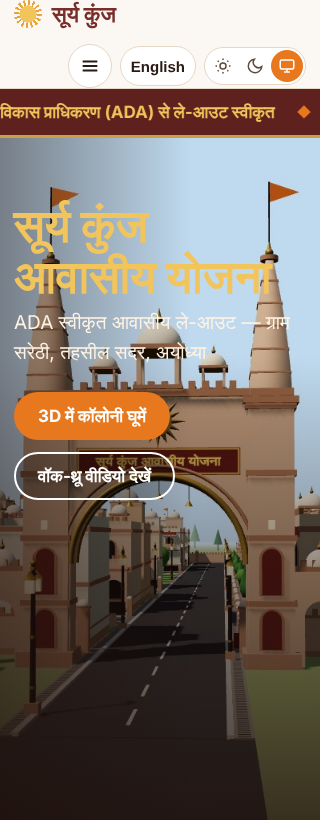 सूर्य कुंज
English
विकास प्राधिकरण (ADA) से ले-आउट स्वीकृत
सूर्य कुंज
आवासीय योजना
ADA स्वीकृत आवासीय ले-आउट — ग्राम
सरेठी, तहसील सदर, अयोध्या
3D में कॉलोनी घूमें
सूर्य कुंज आवासीय योजना
वॉक-थ्रू वीडियो देखें